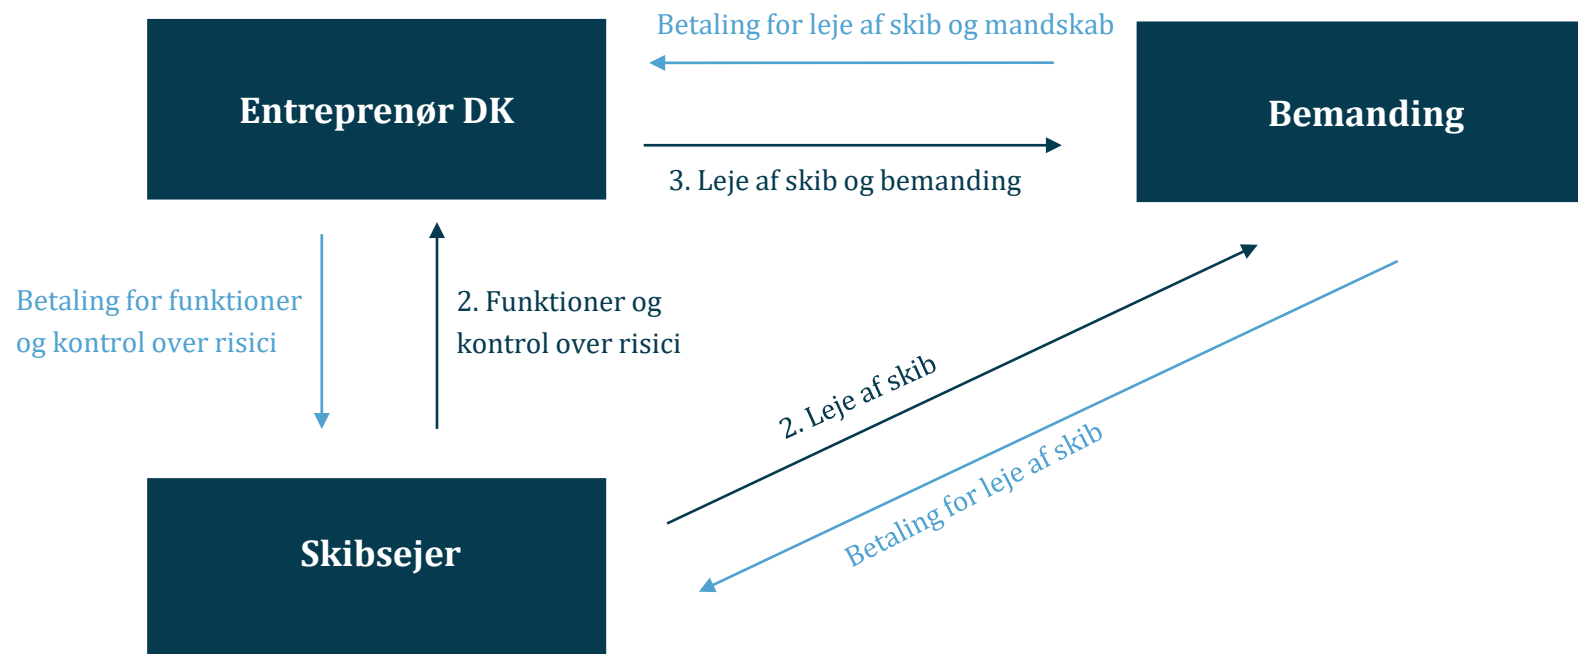 Betaling for leje af skib og mandskab
Entreprenør DK
Bemanding
3. Leje af skib og bemanding
Betaling for funktioner
og kontrol over risici
2. Funktioner og
kontrol over risici
2. Leje af skib
Betaling for leje af skib
Skibsejer